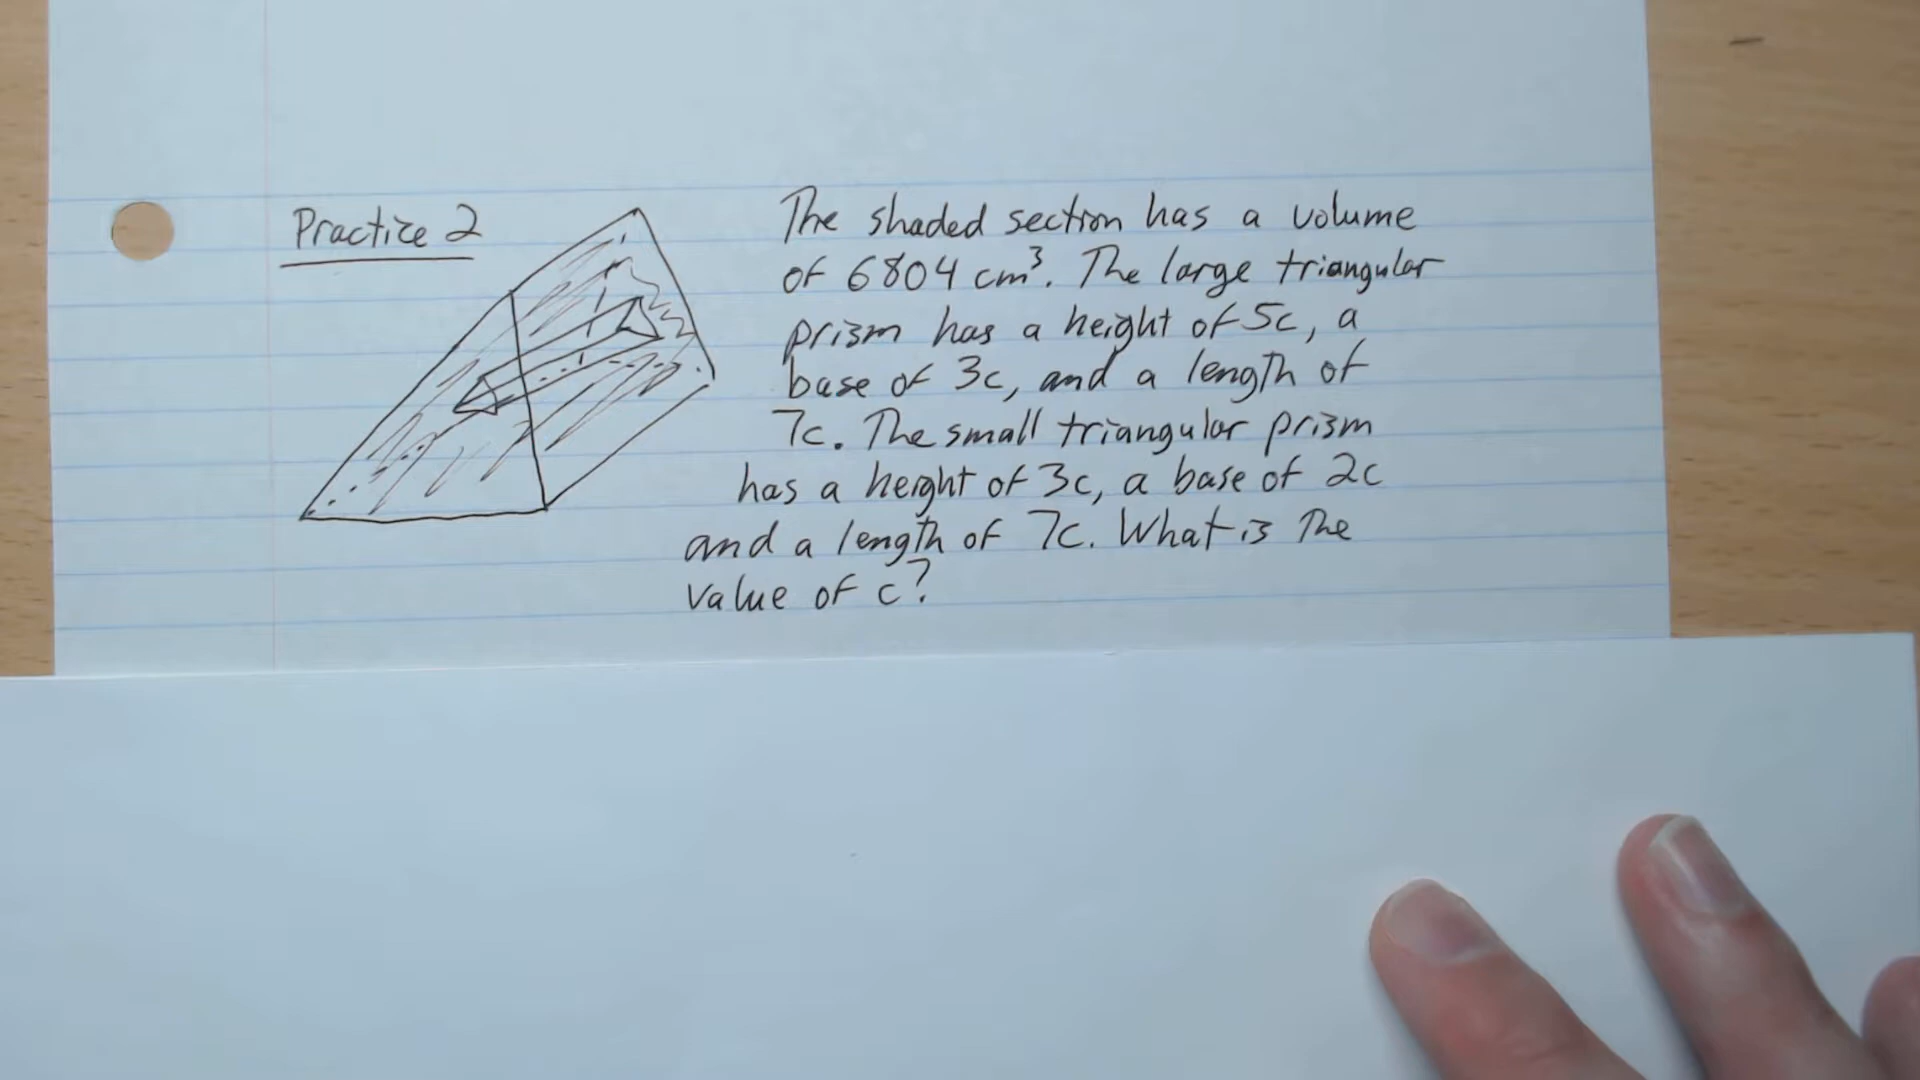 Practice 2
The shaded section has a volume
of 6804 cm³. The large triangular
prism has a height of 5c, a
base of 3c, and a length of
7c. The small triangular prism
has a height of 3c, a base of 2c
and a length of 7c. What is the
value of c?